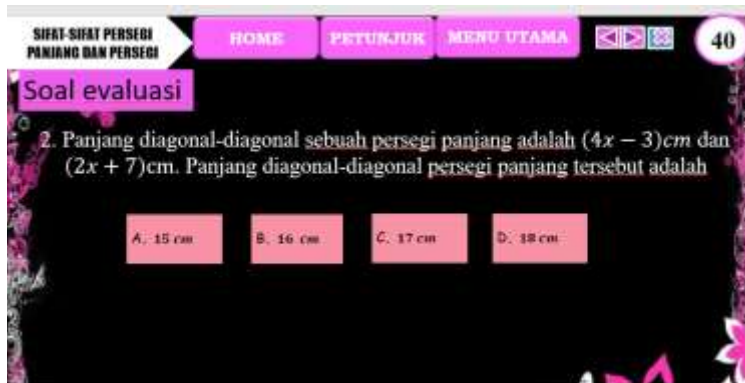 SIFAT-SIFAT PERSEGI
PANJANG DAN PERSEGI
HOME
PETUNJUK
MENU UTAMA
40
Soal evaluasi
2. Panjang diagonal-diagonal sebuah persegi panjang adalah (4x − 3)cm dan
(2x + 7)cm. Panjang diagonal-diagonal persegi panjang tersebut adalah
A. 15 cm
B. 16 cm
C. 17 cm
D. 18 cm